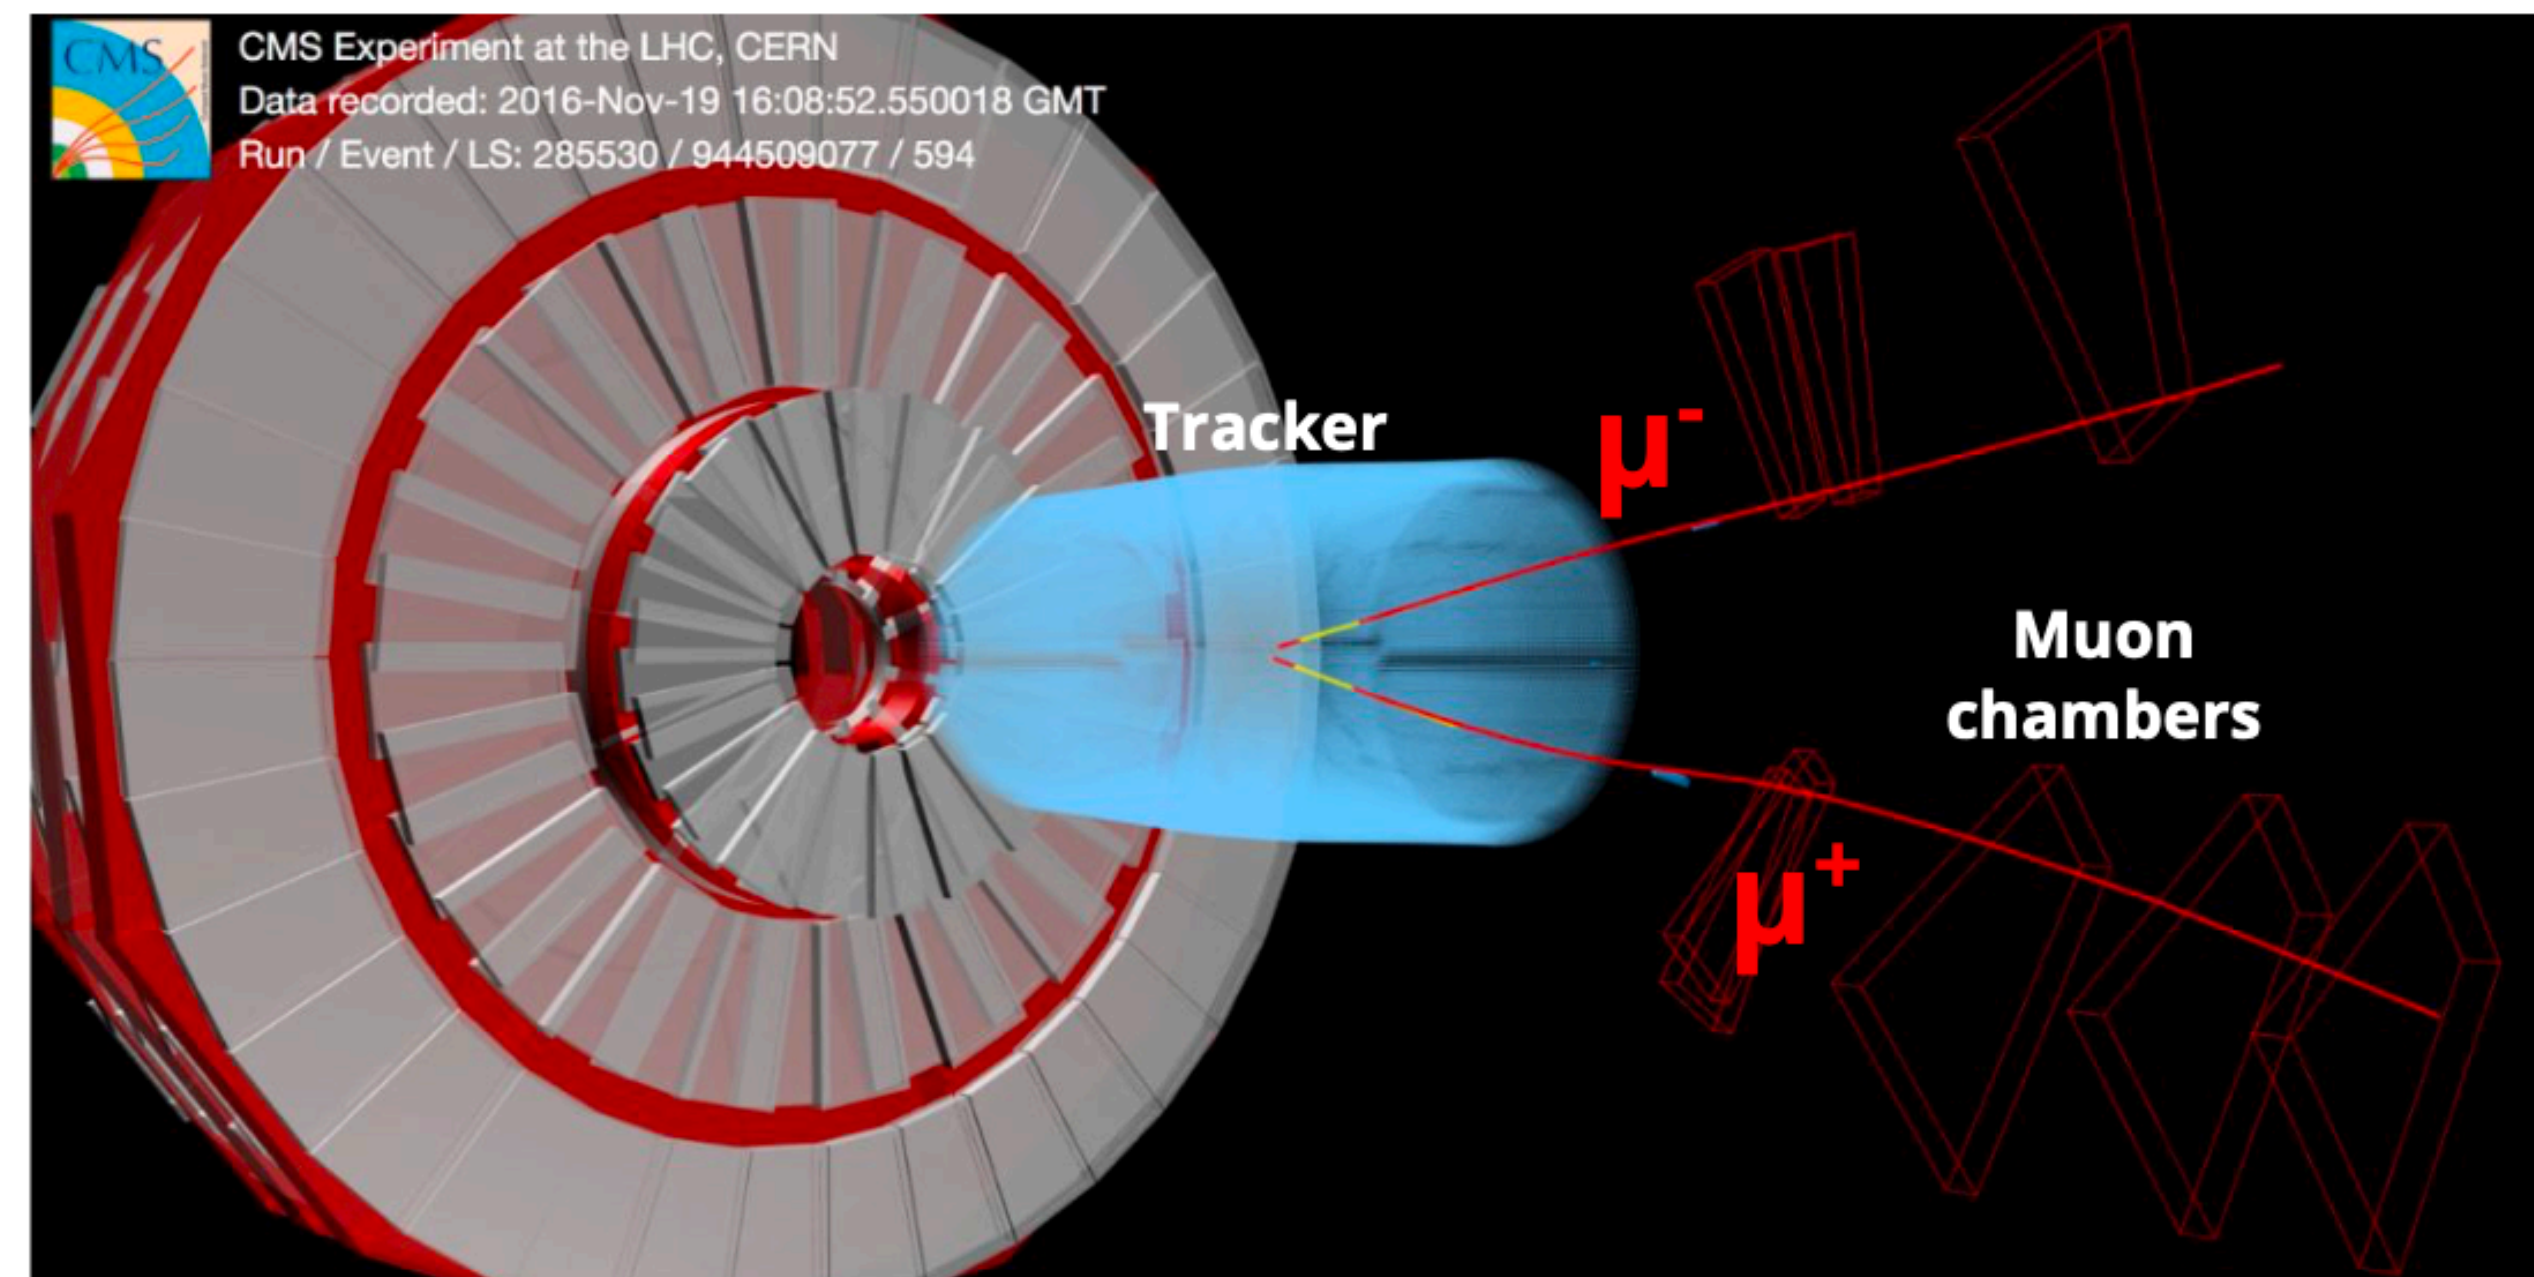 CMS
CMS Experiment at the LHC, CERN
Data recorded: 2016-Nov-19 16:08:52.550018 GMT
Run / Event / LS: 285530 / 944509077 / 594
Tracker
μ-
Muon
chambers
μ+